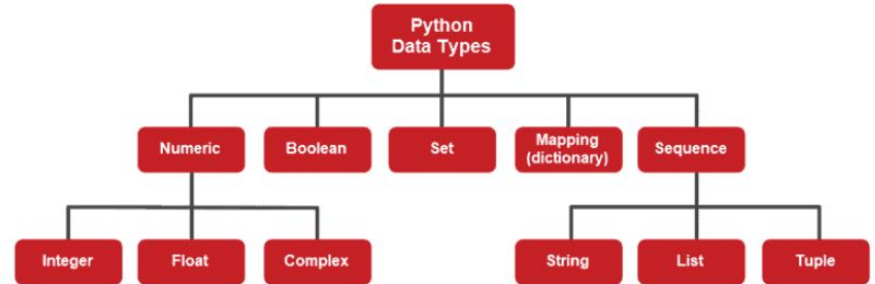 Python
Data Types
Numeric
Boolean
Set
Mapping
(dictionary)
Sequence
Integer
Float
Complex
String
List
Tuple